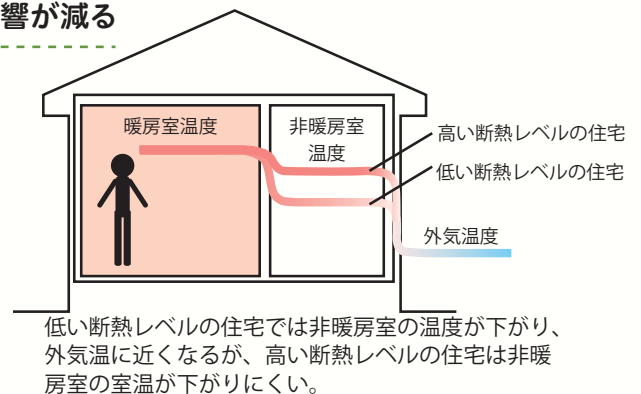 響が減る
暖房室温度
非暖房室
温度
高い断熱レベルの住宅
低い断熱レベルの住宅
外気温度
低い断熱レベルの住宅では非暖房室の温度が下がり、
外気温に近くなるが、高い断熱レベルの住宅は非暖
房室の室温が下がりにくい。